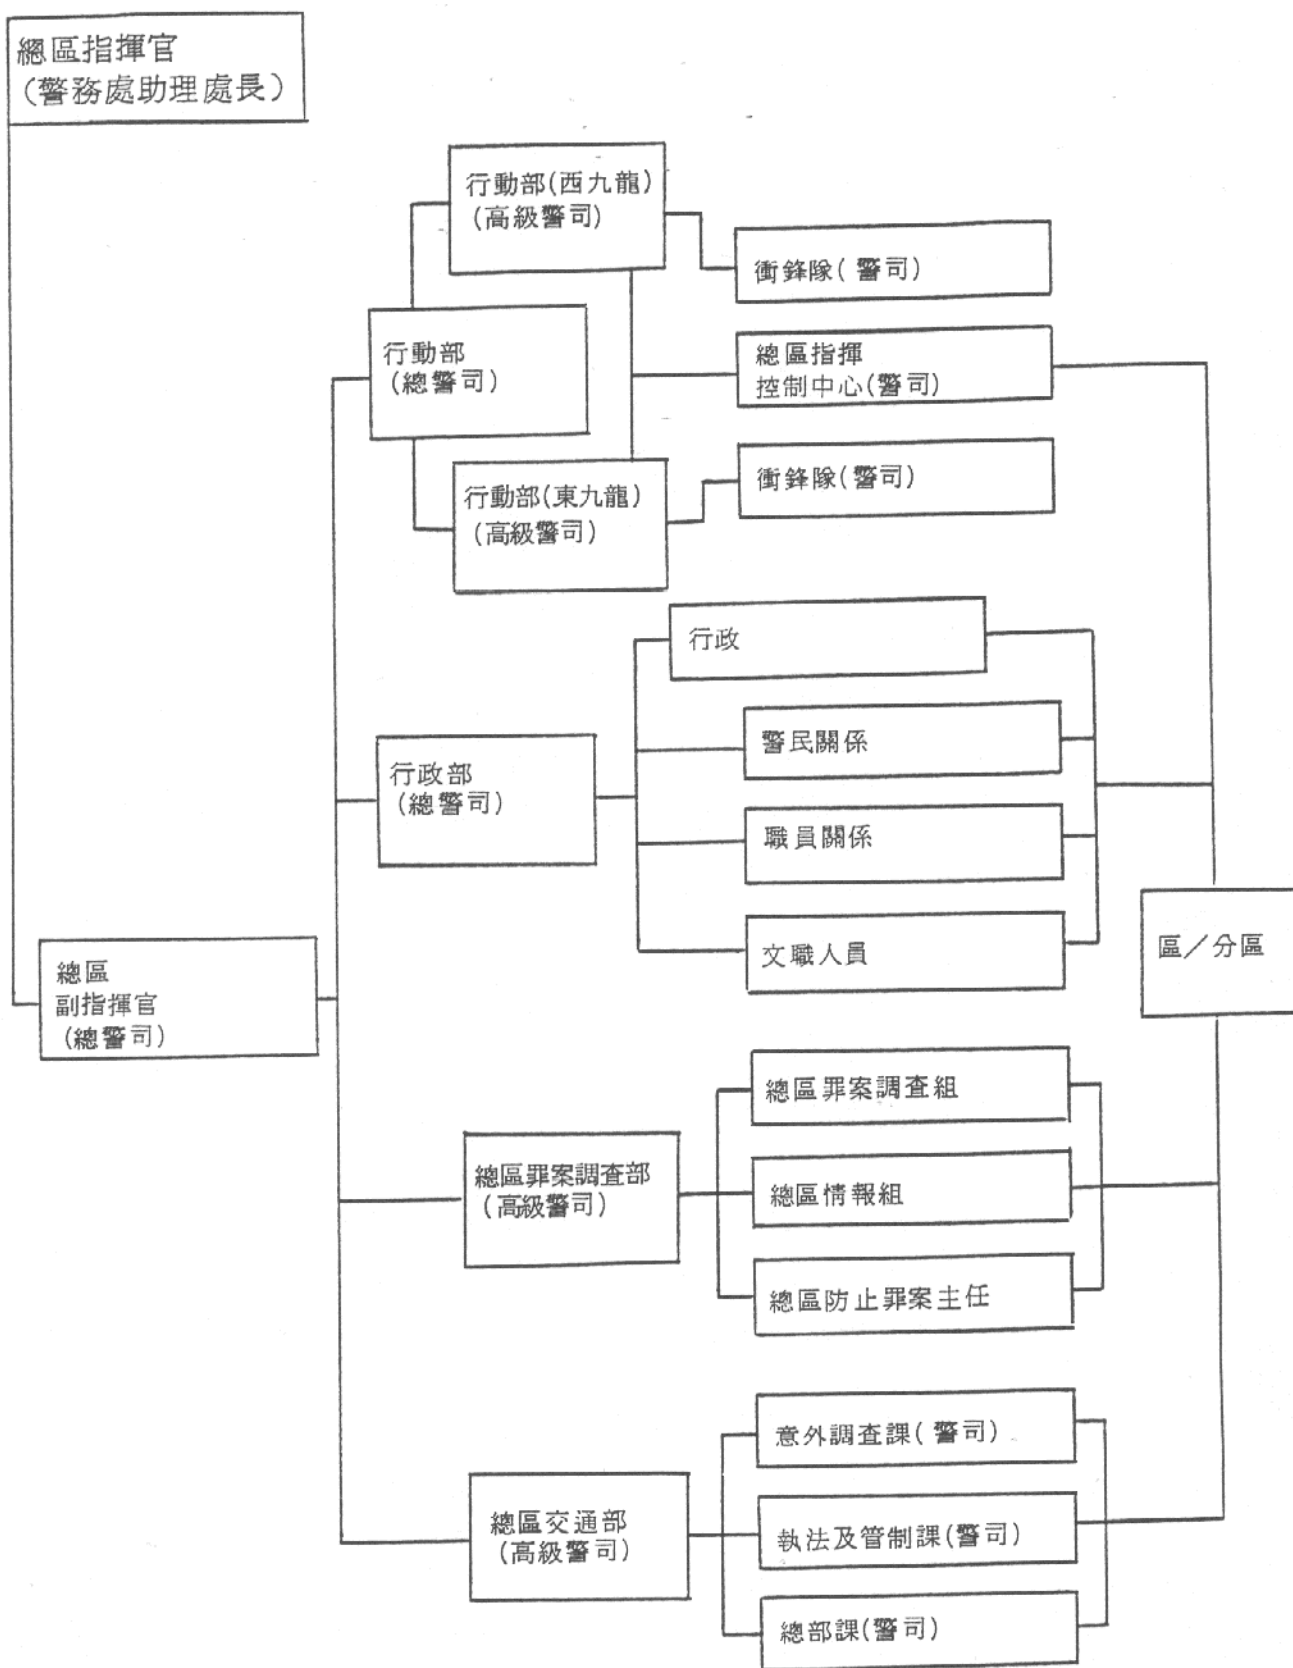 總區指揮官
(警務處助理處長)
行動部(西九龍)
(高級警司)
衝鋒隊(警司)
行動部
(總警司)
總區指揮
控制中心(警司)
行動部(東九龍)
(高級警司)
衝鋒隊(警司)
行政
警民關係
行政部
(總警司)
職員關係
文職人員
區/分區
總區
副指揮官
(總警司)
總區罪案調查組
總區罪案調查部
(高級警司)
總區情報組
總區防止罪案主任
意外調查課(警司)
總區交通部
(高級警司)
執法及管制課(警司)
總部課(警司)